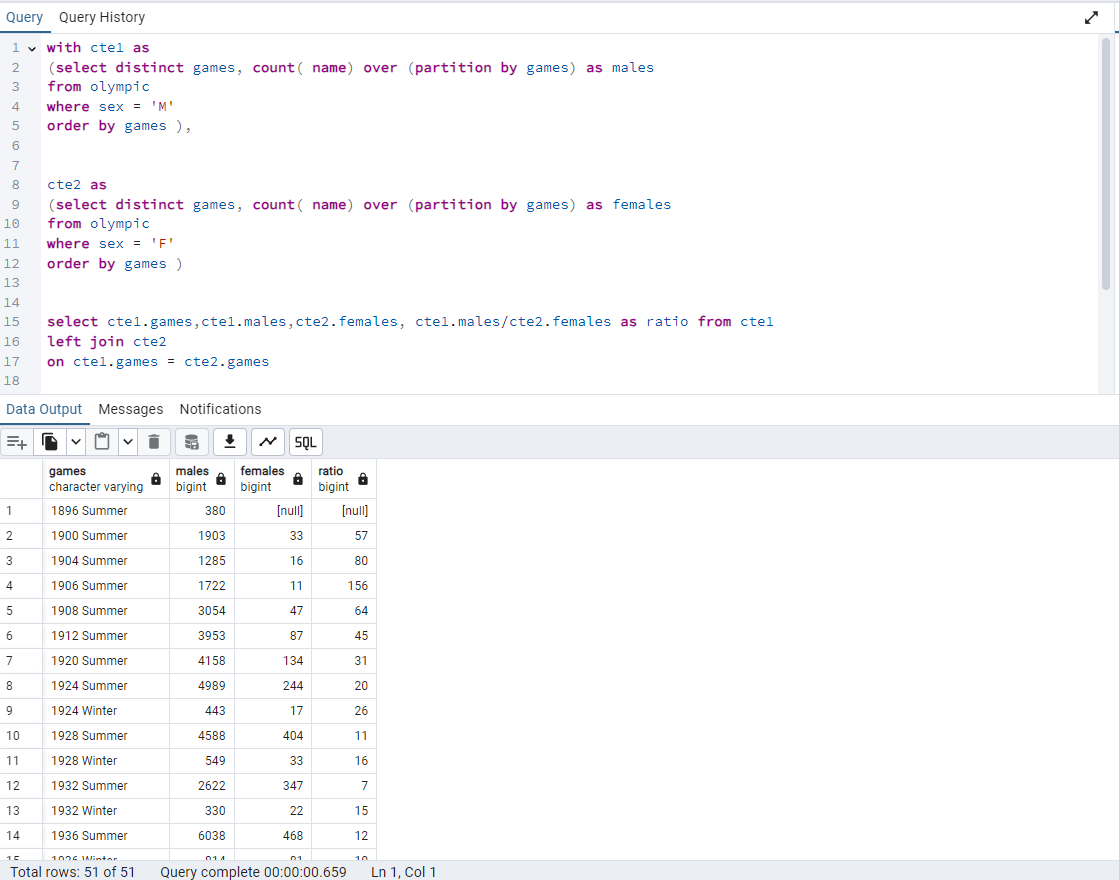 Query Query History
1 with cte1 as
2 (select distinct games, count( name) over (partition by games) as males
3 from olympic
4 where sex = 'M'
5 order by games ),
6
7
8 cte2 as
9 (select distinct games, count( name) over (partition by games) as females
10 from olympic
11 where sex = 'F'
12 order by games )
13
14
15 select cte1.games,cte1.males,cte2.females, cte1.males/cte2.females as ratio from cte1
16 left join cte2
17 on cte1.games = cte2.games
18
Data Output Messages Notifications
SQL
games males females ratio
character varying bigint bigint bigint
1 1896 Summer 380 [null] [null]
2 1900 Summer 1903 33 57
3 1904 Summer 1285 16 80
4 1906 Summer 1722 11 156
5 1908 Summer 3054 47 64
6 1912 Summer 3953 87 45
7 1920 Summer 4158 134 31
8 1924 Summer 4989 244 20
9 1924 Winter 443 17 26
10 1928 Summer 4588 404 11
11 1928 Winter 549 33 16
12 1932 Summer 2622 347 7
13 1932 Winter 330 22 15
14 1936 Summer 6038 468 12
15 1936 Winter 814 81 10
Total rows: 51 of 51 Query complete 00:00:00.659 Ln 1, Col 1